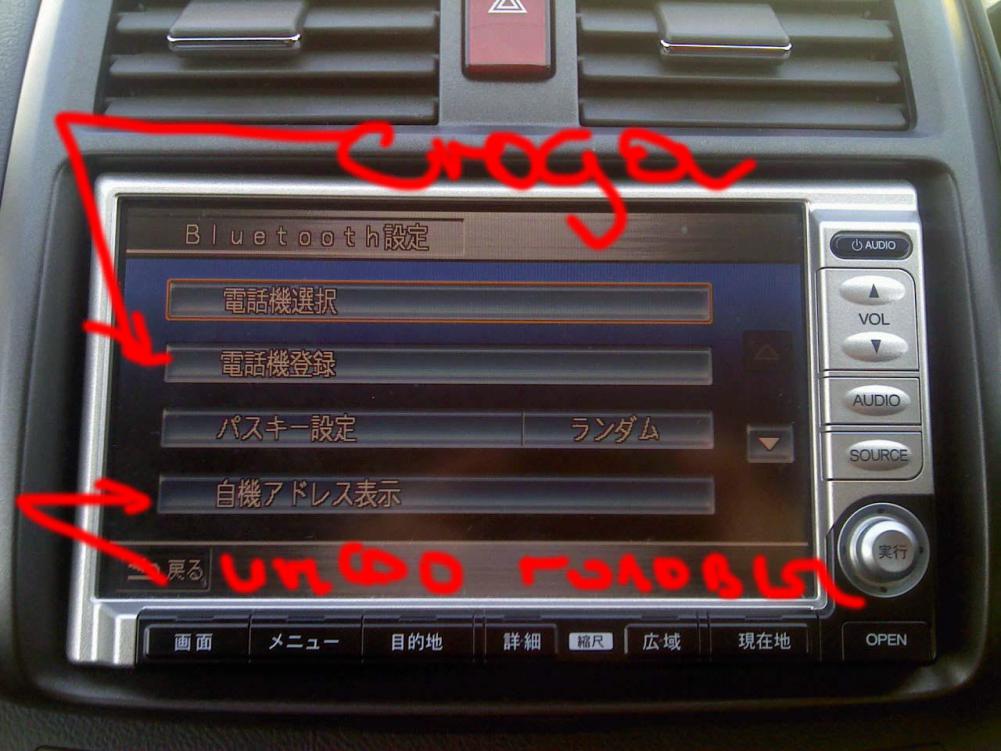 сюда
Bluetooth設定
AUDIO
電話機選択
VOL
電話機登録
パスキー設定 ランダム
AUDIO
SOURCE
自機アドレス表示
戻る
инфо головы
実行
画面 メニュー 目的地 詳細 縮尺 広域 現在地 OPEN